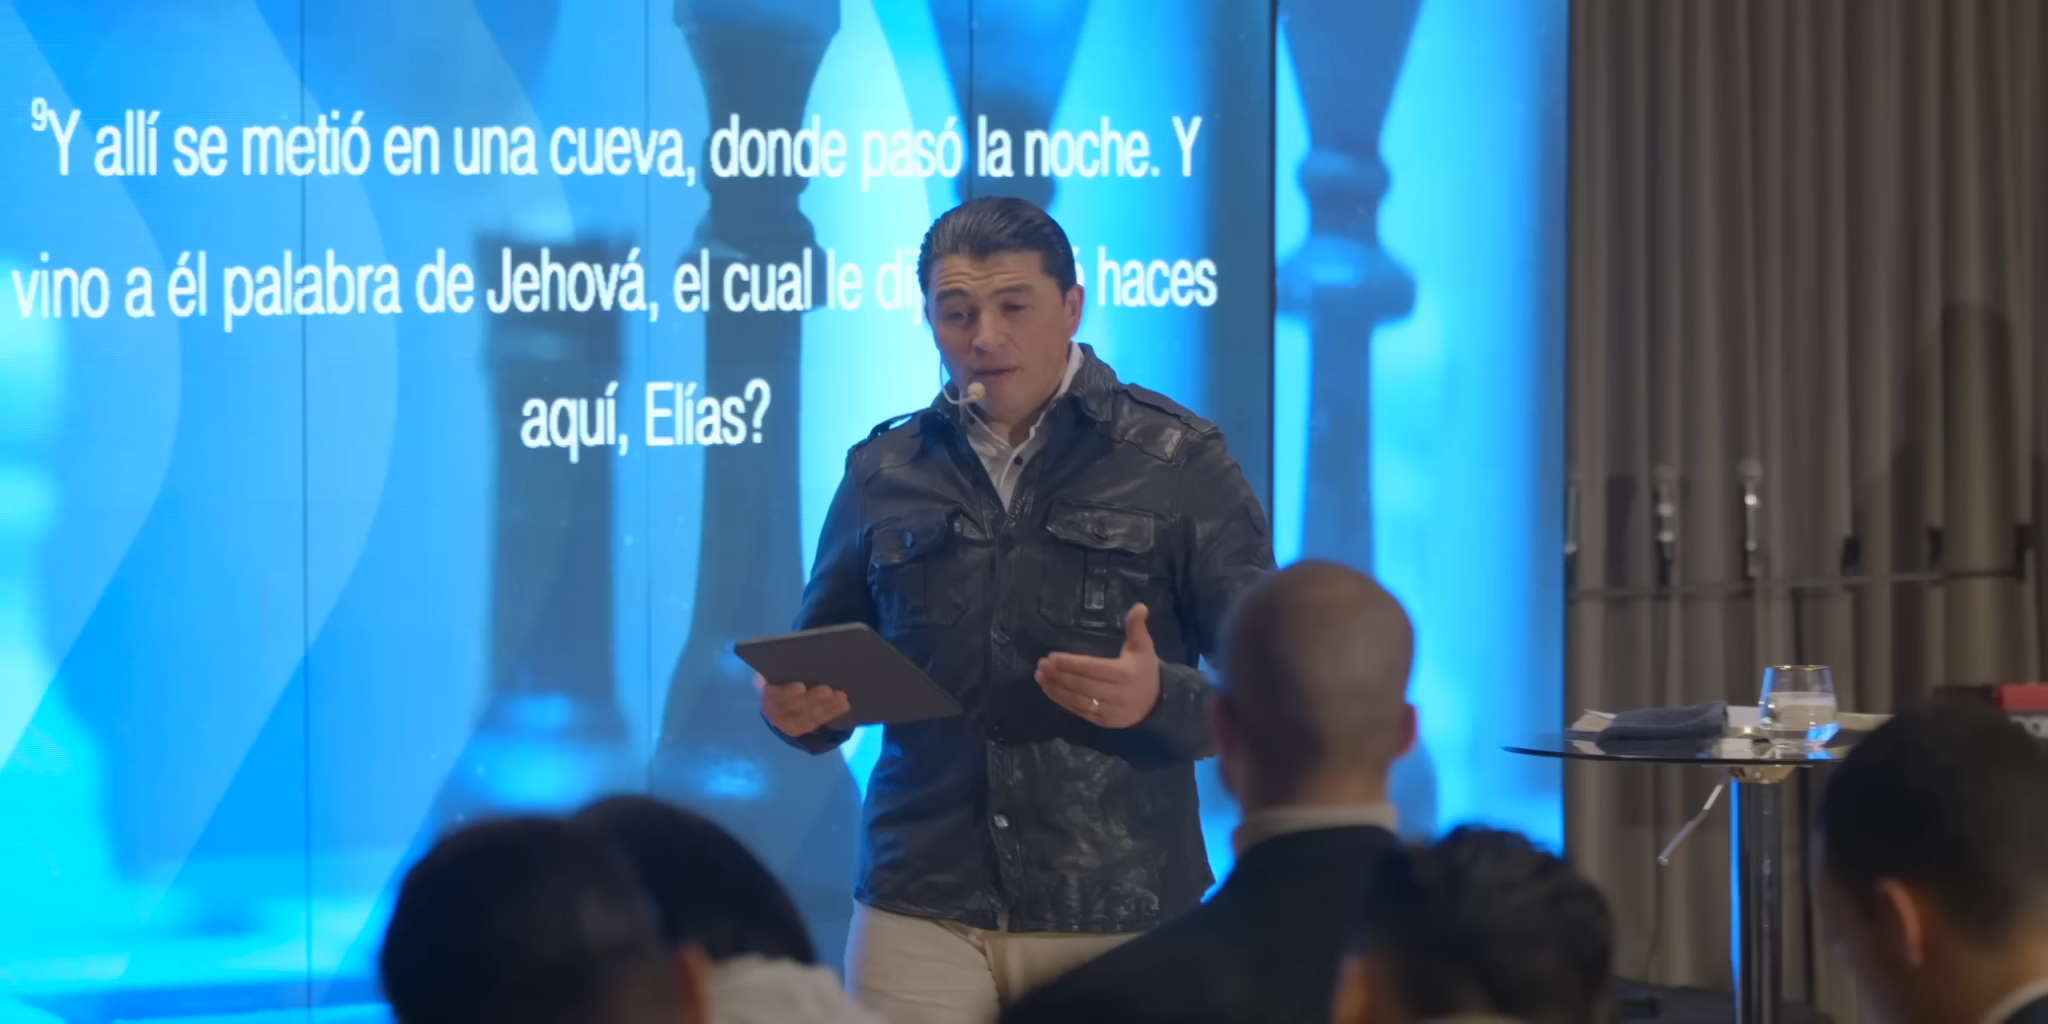 ⁹Y allí se metió en una cueva, donde pasó la noche. Y
vino a él palabra de Jehová, el cual le haces
aquí, Elías?